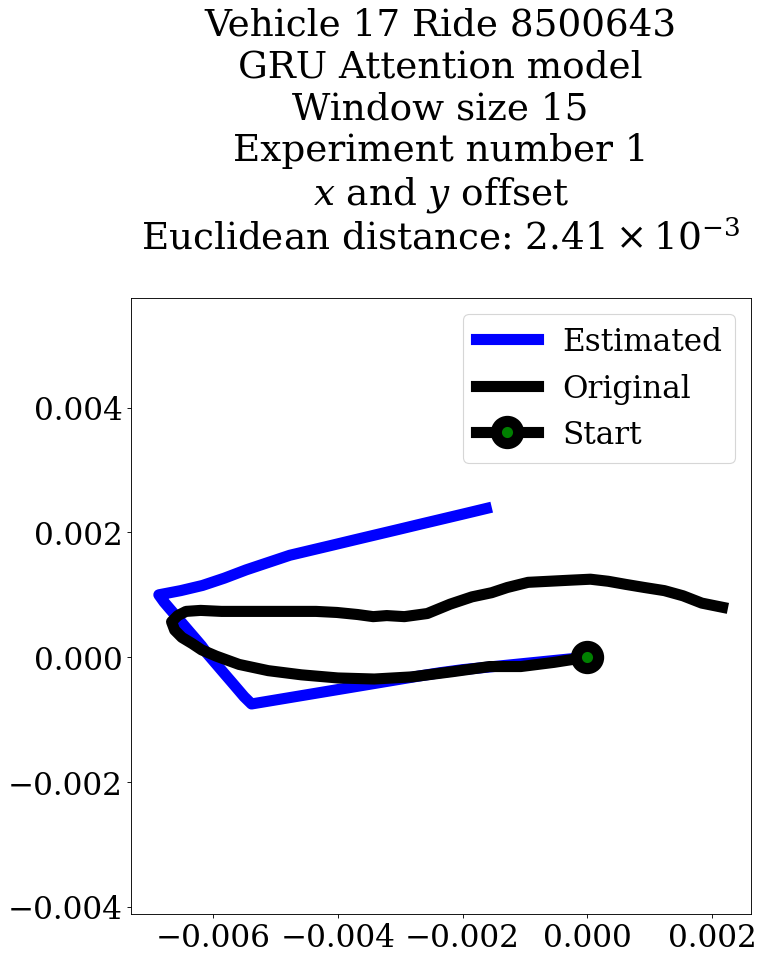 Vehicle 17 Ride 8500643
GRU Attention model
Window size 15
Experiment number 1
x and y offset
Euclidean distance: 2.41 × 10⁻³
Estimated
Original
Start
0.004
0.002
0.000
−0.002
−0.004
−0.006 −0.004 −0.002 0.000 0.002